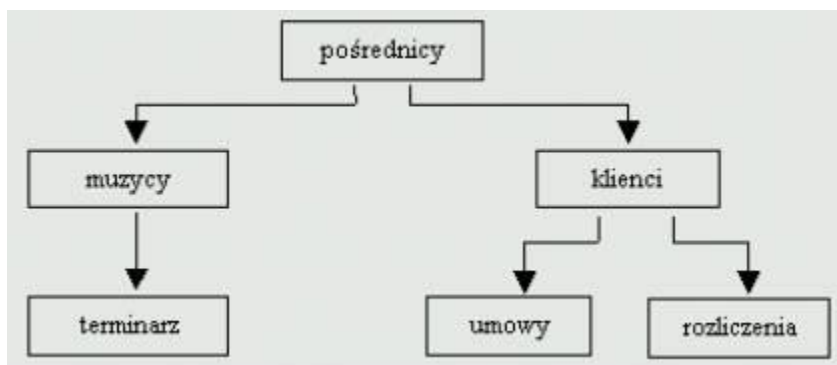 pośrednicy
muzycy
klienci
terminarz
umowy
rozliczenia